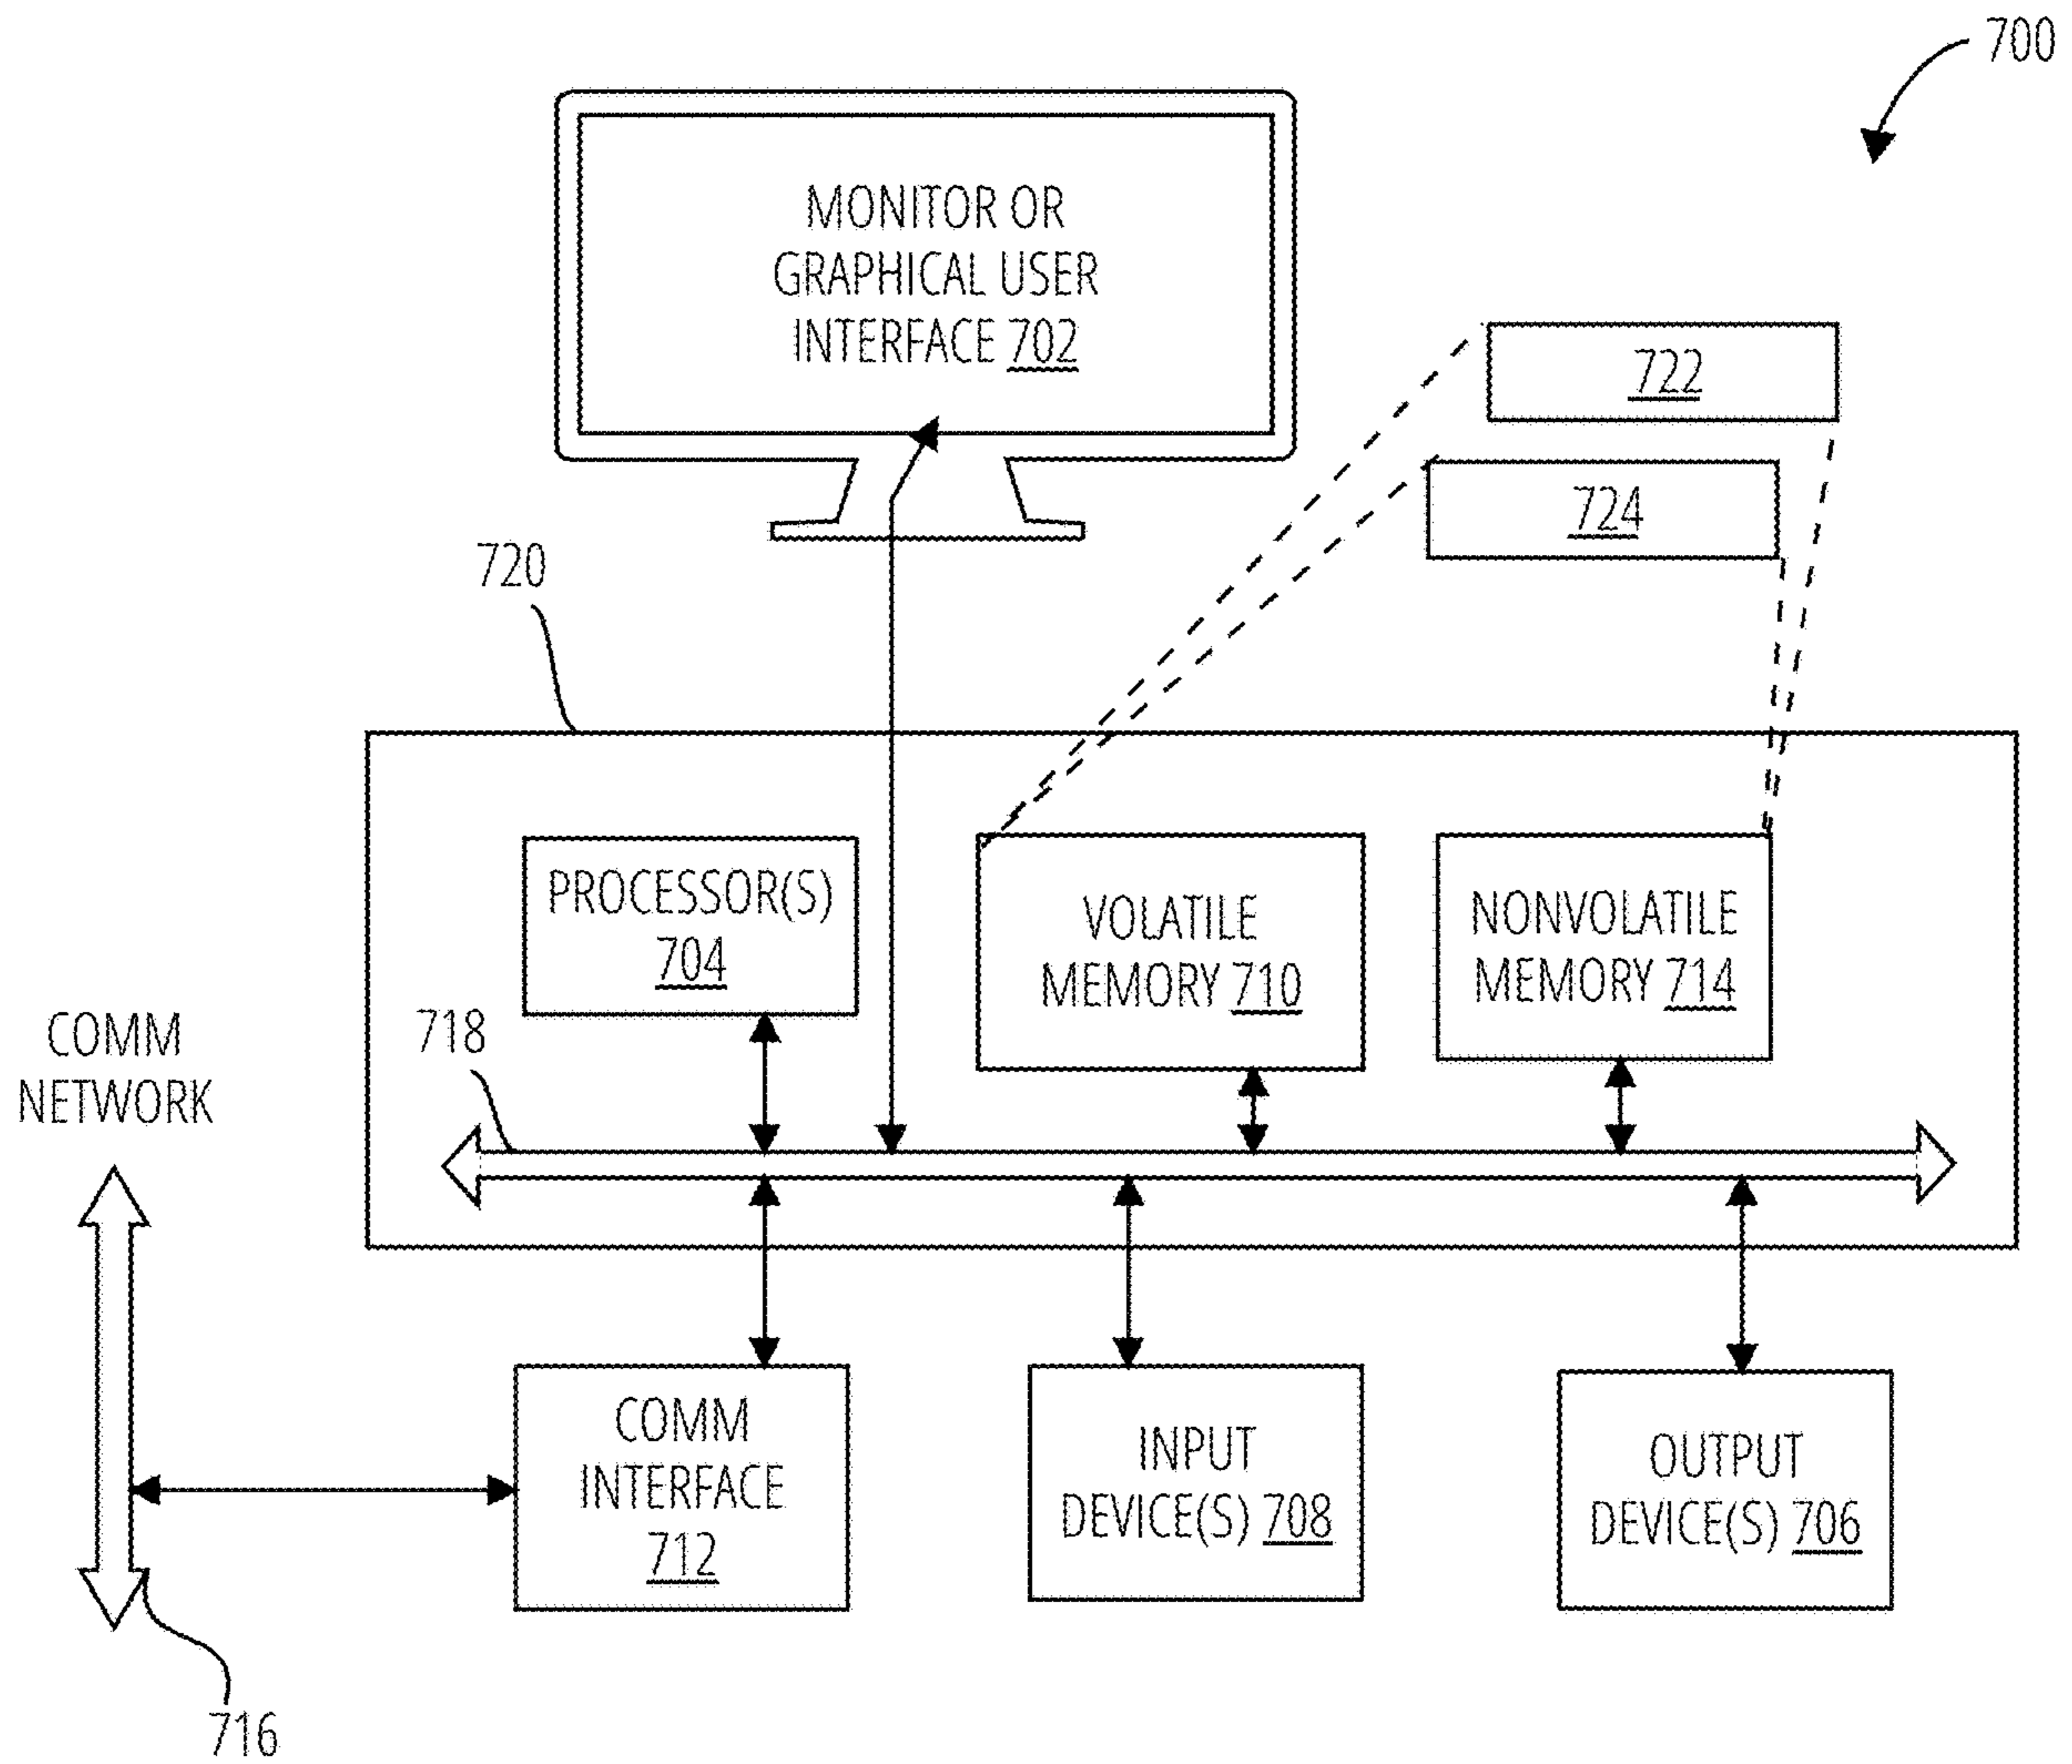 700
MONITOR OR
GRAPHICAL USER
INTERFACE 702
722
724
720
PROCESSOR(S)
704
VOLATILE
MEMORY 710
NONVOLATILE
MEMORY 714
718
COMM
NETWORK
COMM
INTERFACE
712
INPUT
DEVICE(S) 708
OUTPUT
DEVICE(S) 706
716